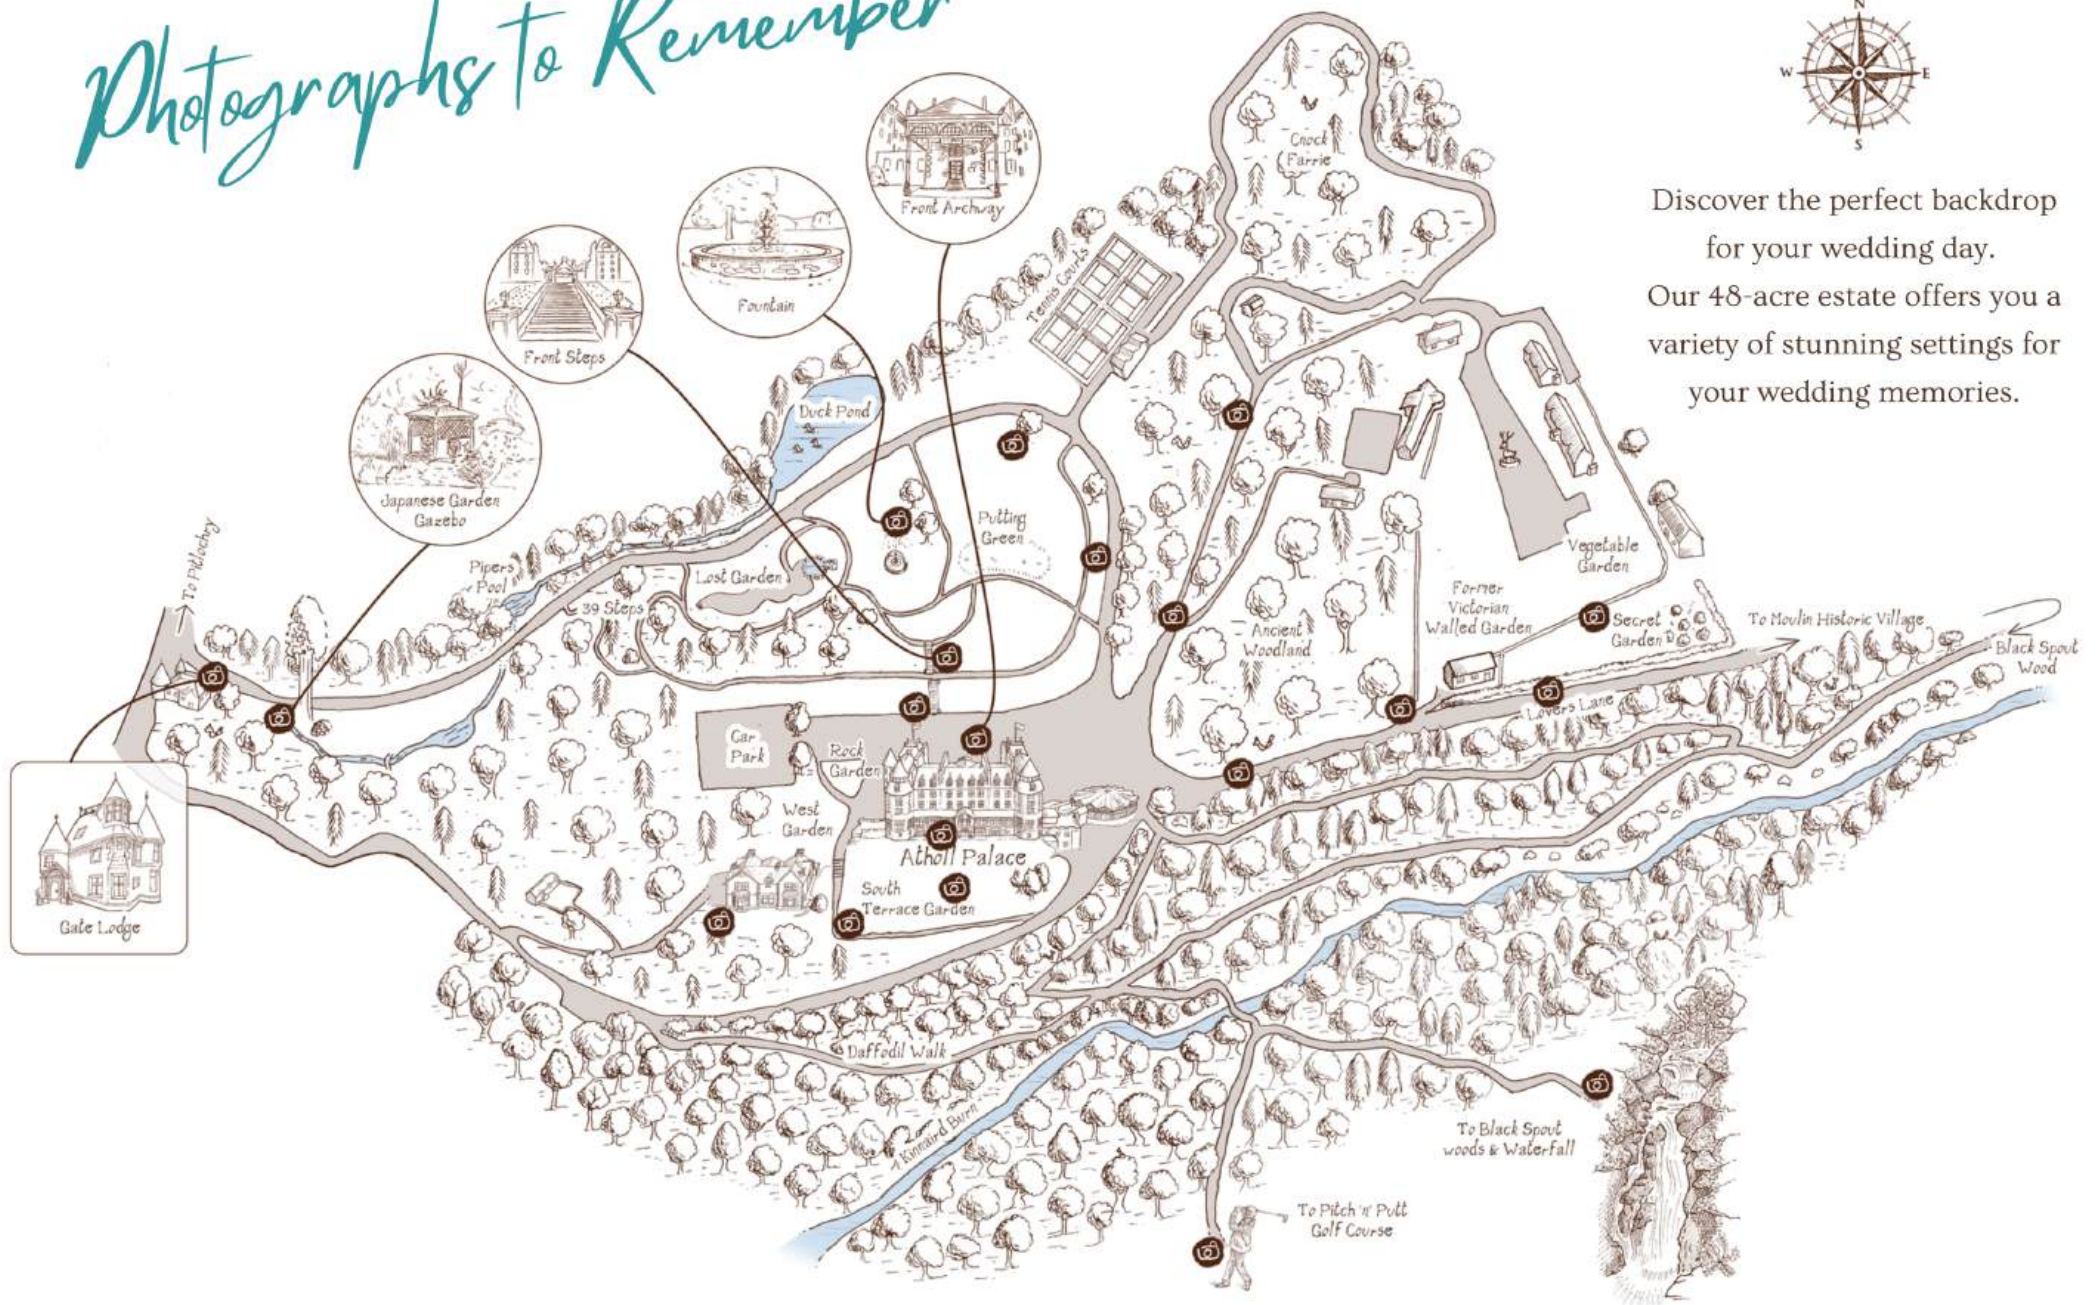 Photographs to Remember
N
W
E
S
Discover the perfect backdrop
for your wedding day.
Our 48-acre estate offers you a
variety of stunning settings for
your wedding memories.
Front Archway
Fountain
Front Steps
Japanese Garden
Gazebo
Gate Lodge
Cnock
Farrie
Tennis Courts
Duck Pond
Putting
Green
Lost Garden
39 Steps
Pipers
Pool
To Pitlochry
Vegetable
Garden
Former
Victorian
Walled Garden
Secret
Garden
Ancient
Woodland
To Moulin Historic Village
Black Spout
Wood
Lovers Lane
Car
Park
Rock
Garden
West
Garden
Atholl Palace
South
Terrace Garden
Daffodil Walk
Kinnaird Burn
To Black Spout
woods & Waterfall
To Pitch 'n' Putt
Golf Course